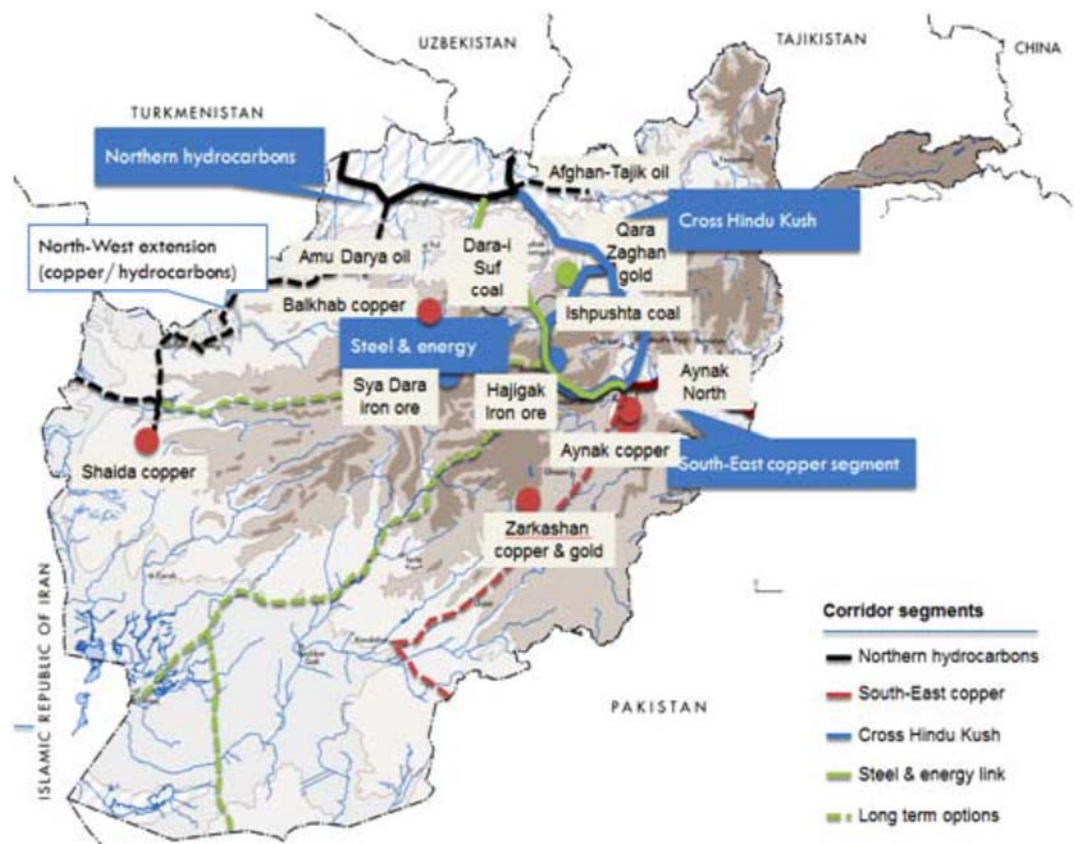 UZBEKISTAN
TAJIKISTAN
CHINA
TURKMENISTAN
Northern hydrocarbons
Afghan-Tajik oil
Cross Hindu Kush
North-West extension
(copper/ hydrocarbons)
Amu Darya oil
Dara-i
Suf
coal
Qara
Zaghan
gold
Balkhab copper
Ishpushta coal
Steel & energy
Sya Dara
iron ore
Hajigak
Iron ore
Aynak
North
Shaida copper
Aynak copper
South-East copper segment
Zarkashan
copper & gold
ISLAMIC REPUBLIC OF IRAN
PAKISTAN
Corridor segments
Northern hydrocarbons
South-East copper
Cross Hindu Kush
Steel & energy link
Long term options